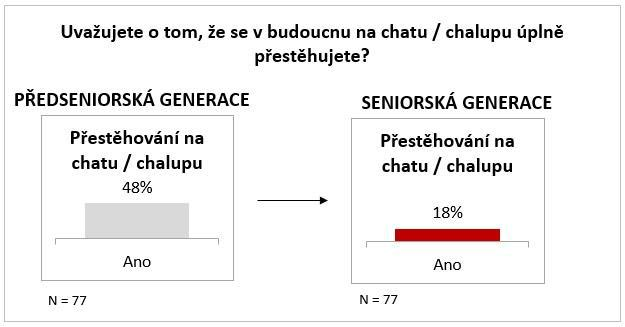 Uvažujete o tom, že se v budoucnu na chatu / chalupu úplně
přestěhujete?
PŘEDSENIORSKÁ GENERACE
Přestěhování na
chatu / chalupu
48%
Ano
N = 77
SENIORSKÁ GENERACE
Přestěhování na
chatu / chalupu
18%
Ano
N = 77